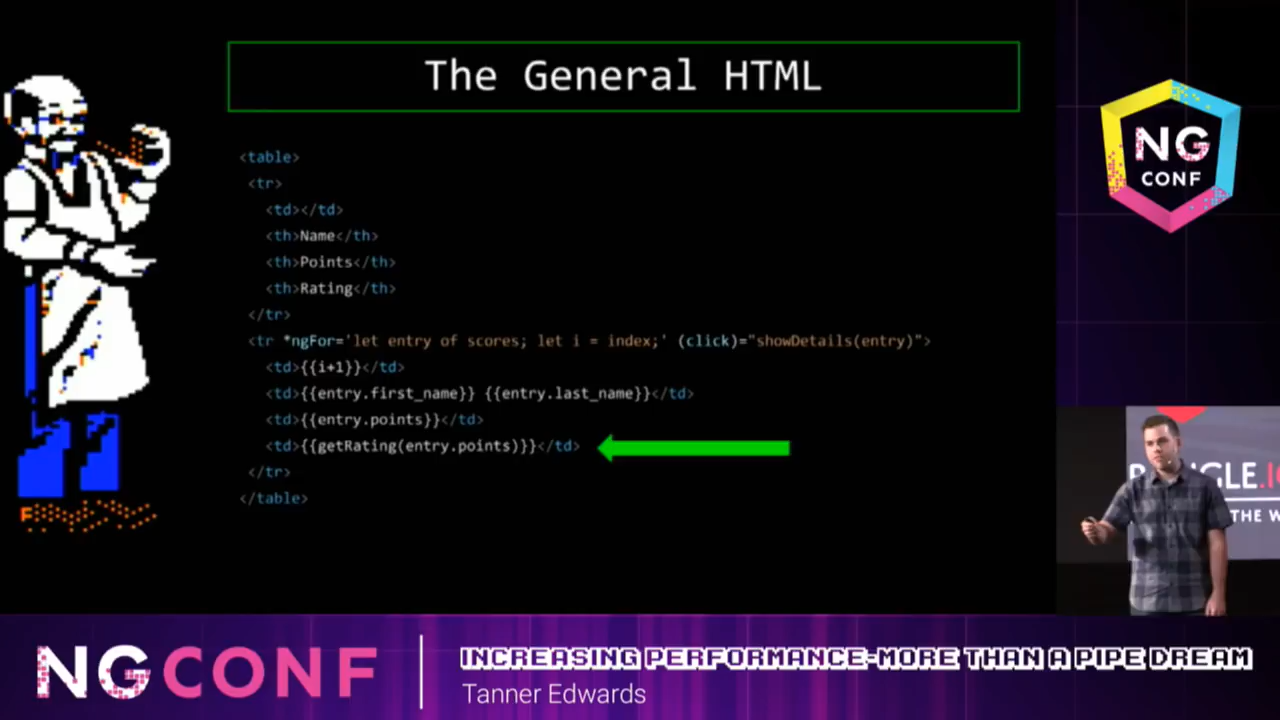 The General HTML
<table>
<tr>
<td></td>
<th>Name</th>
<th>Points</th>
<th>Rating</th>
</tr>
<tr *ngFor='let entry of scores; let i = index;' (click)="showDetails(entry)">
<td>{{i+1}}</td>
<td>{{entry.first_name}} {{entry.last_name}}</td>
<td>{{entry.points}}</td>
<td>{{getRating(entry.points)}}</td>
</tr>
</table>
NG
CONF
THE W
NGCONF
INCREASING PERFORMANCE-MORE THAN A PIPE DREAM
Tanner Edwards